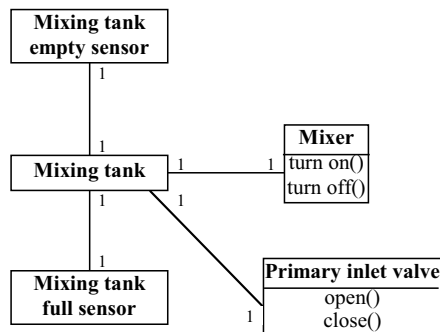 Mixing tank
empty sensor
1
1
Mixing tank
1
1
1
1
Mixer
turn on()
turn off()
1
Mixing tank
full sensor
1
Primary inlet valve
open()
close()